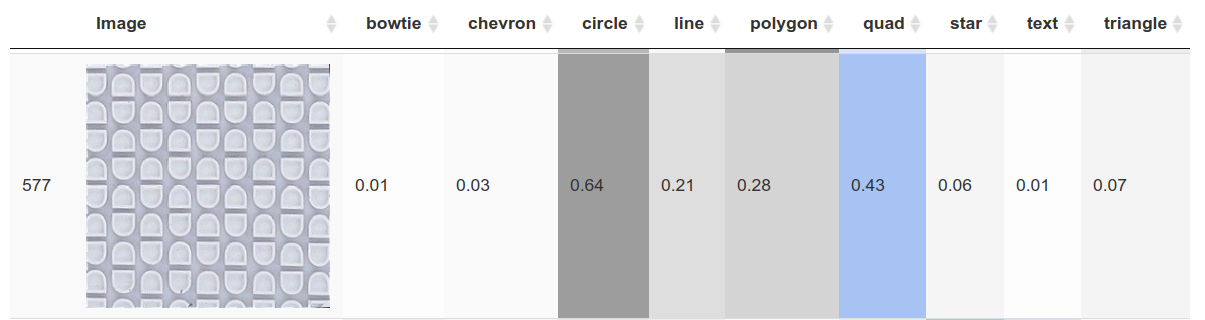 Image bowtie chevron circle line polygon quad star text triangle
577 0.01 0.03 0.64 0.21 0.28 0.43 0.06 0.01 0.07